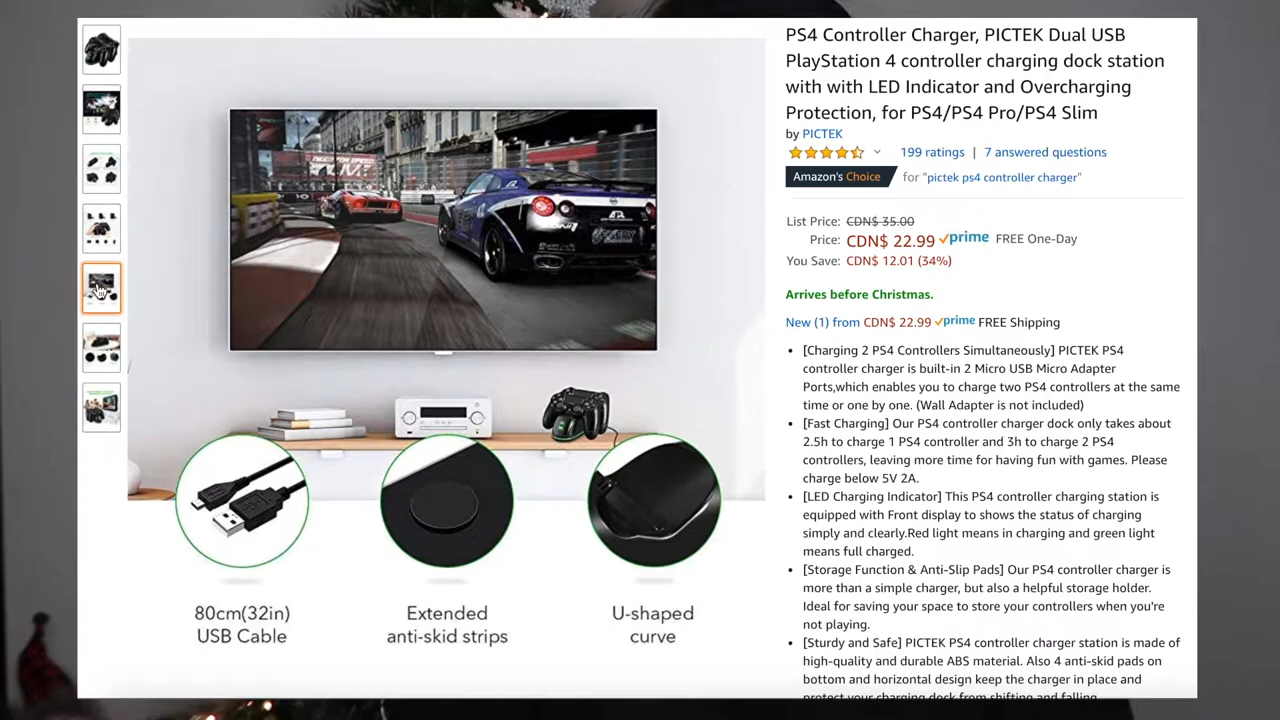 PS4 Controller Charger, PICTEK Dual USB
PlayStation 4 controller charging dock station
with with LED Indicator and Overcharging
Protection, for PS4/PS4 Pro/PS4 Slim
by PICTEK
199 ratings | 7 answered questions
Amazon's Choice for "pictek ps4 controller charger"
List Price: CDN$ 35.00
Price: CDN$ 22.99 prime FREE One-Day
You Save: CDN$ 12.01 (34%)
Arrives before Christmas.
New (1) from CDN$ 22.99 prime FREE Shipping
• [Charging 2 PS4 Controllers Simultaneously] PICTEK PS4
controller charger is built-in 2 Micro USB Micro Adapter
Ports,which enables you to charge two PS4 controllers at the same
time or one by one. (Wall Adapter is not included)
• [Fast Charging] Our PS4 controller charger dock only takes about
2.5h to charge 1 PS4 controller and 3h to charge 2 PS4
controllers, leaving more time for having fun with games. Please
charge below 5V 2A.
• [LED Charging Indicator] This PS4 controller charging station is
equipped with Front display to shows the status of charging
simply and clearly.Red light means in charging and green light
means full charged.
• [Storage Function & Anti-Slip Pads] Our PS4 controller charger is
more than a simple charger, but also a helpful storage holder.
Ideal for saving your space to store your controllers when you're
not playing.
• [Sturdy and Safe] PICTEK PS4 controller charger station is made of
high-quality and durable ABS material. Also 4 anti-skid pads on
bottom and horizontal design keep the charger in place and
protect your charging dock from shifting and falling.
NEED FOR SPEED
80cm(32in)
USB Cable
Extended
anti-skid strips
U-shaped
curve